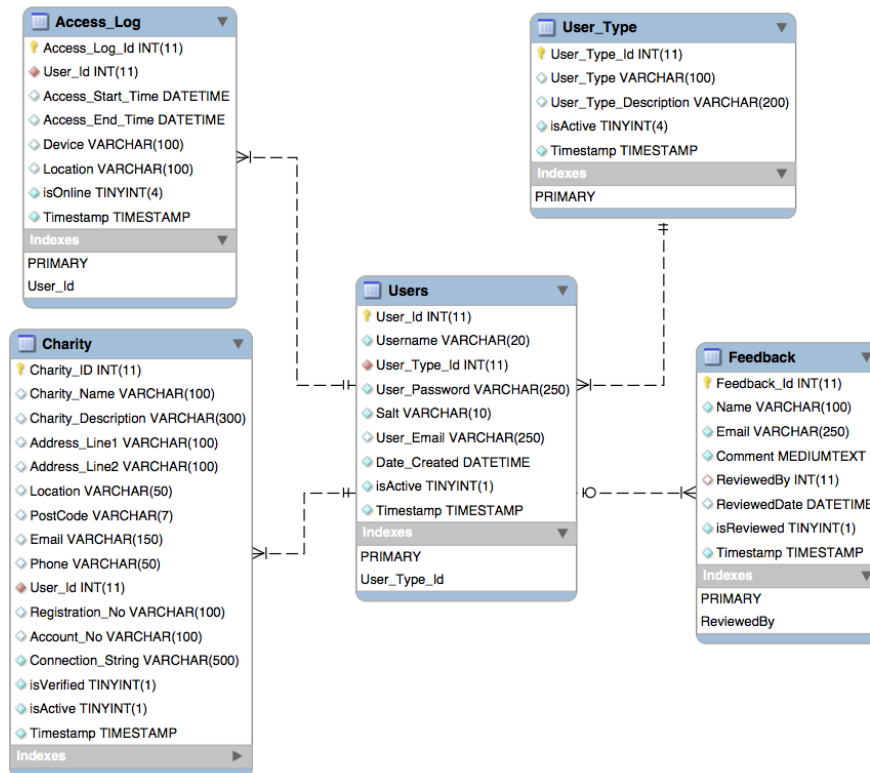 Access_Log
Access_Log_Id INT(11)
User_Id INT(11)
Access_Start_Time DATETIME
Access_End_Time DATETIME
Device VARCHAR(100)
Location VARCHAR(100)
isOnline TINYINT(4)
Timestamp TIMESTAMP
Indexes
PRIMARY
User_Id
User_Type
User_Type_Id INT(11)
User_Type VARCHAR(100)
User_Type_Description VARCHAR(200)
isActive TINYINT(4)
Timestamp TIMESTAMP
Indexes
PRIMARY
Users
User_Id INT(11)
Username VARCHAR(20)
User_Type_Id INT(11)
User_Password VARCHAR(250)
Salt VARCHAR(10)
User_Email VARCHAR(250)
Date_Created DATETIME
isActive TINYINT(1)
Timestamp TIMESTAMP
Indexes
PRIMARY
User_Type_Id
Charity
Charity_ID INT(11)
Charity_Name VARCHAR(100)
Charity_Description VARCHAR(300)
Address_Line1 VARCHAR(100)
Address_Line2 VARCHAR(100)
Location VARCHAR(50)
PostCode VARCHAR(7)
Email VARCHAR(150)
Phone VARCHAR(50)
User_Id INT(11)
Registration_No VARCHAR(100)
Account_No VARCHAR(100)
Connection_String VARCHAR(500)
isVerified TINYINT(1)
isActive TINYINT(1)
Timestamp TIMESTAMP
Indexes
Feedback
Feedback_Id INT(11)
Name VARCHAR(100)
Email VARCHAR(250)
Comment MEDIUMTEXT
ReviewedBy INT(11)
ReviewedDate DATETIME
isReviewed TINYINT(1)
Timestamp TIMESTAMP
Indexes
PRIMARY
ReviewedBy